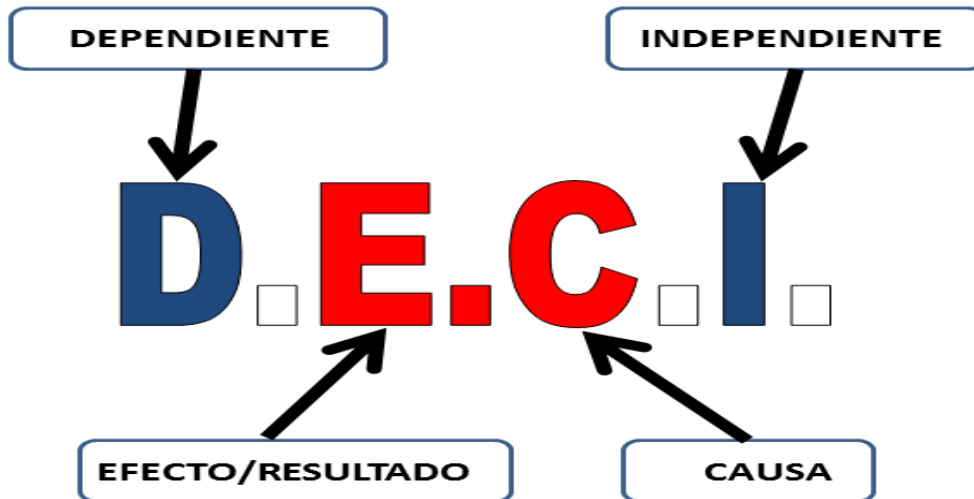 DEPENDIENTE
INDEPENDIENTE
D.E.C.I.
EFECTO/RESULTADO
CAUSA